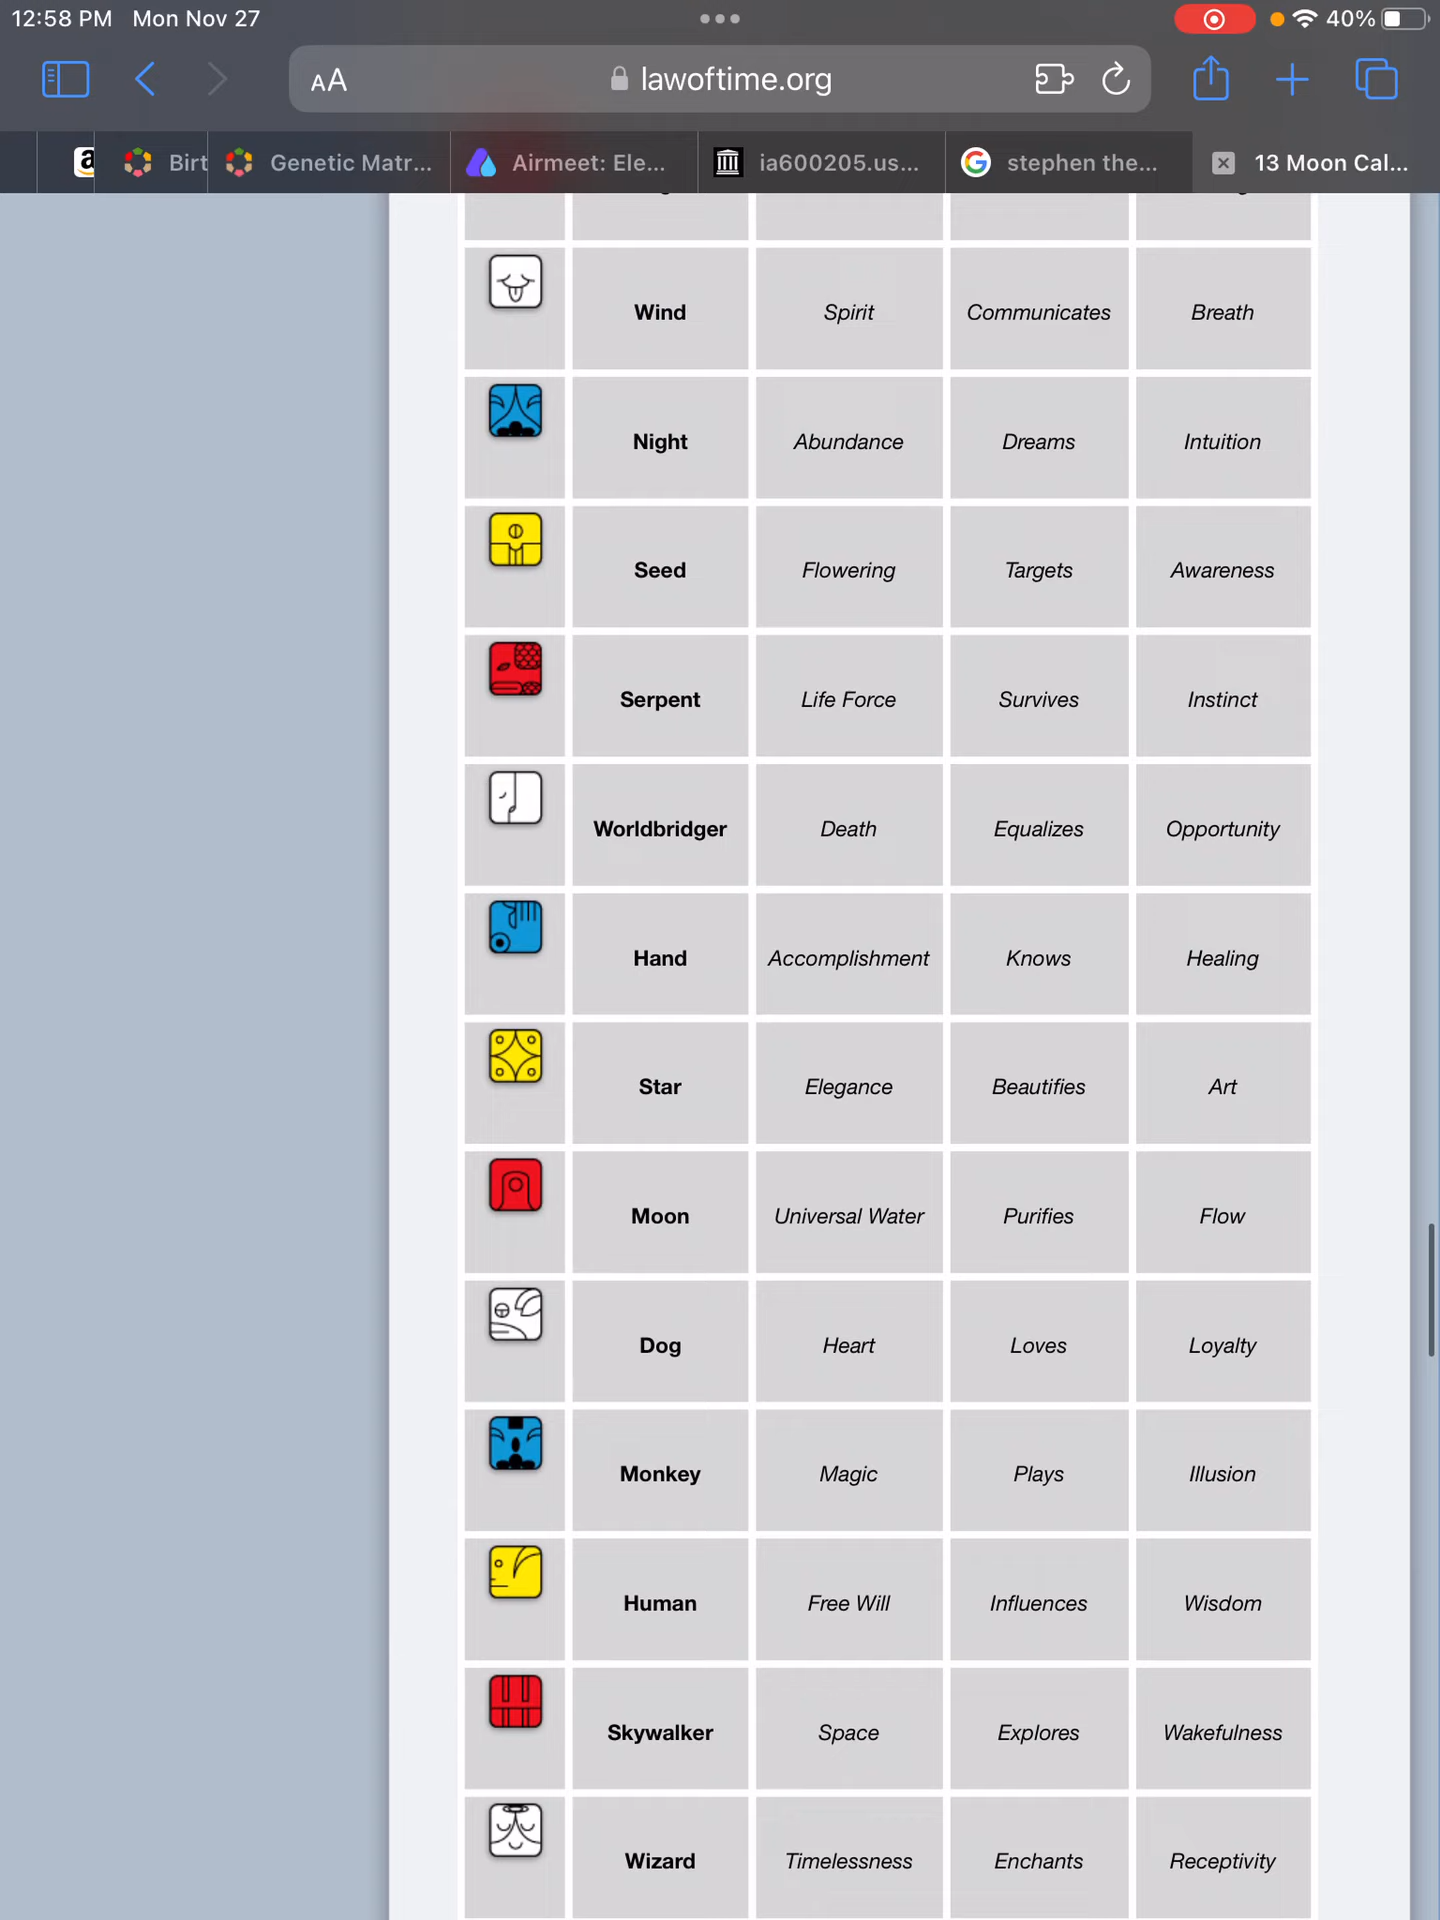 12:58 PM Mon Nov 27
40%
AA
lawoftime.org
a
Birt
Genetic Matr...
Airmeet: Ele...
ia600205.us...
G stephen the...
13 Moon Cal...
Wind Spirit Communicates Breath
Night Abundance Dreams Intuition
Seed Flowering Targets Awareness
Serpent Life Force Survives Instinct
Worldbridger Death Equalizes Opportunity
Hand Accomplishment Knows Healing
Star Elegance Beautifies Art
Moon Universal Water Purifies Flow
Dog Heart Loves Loyalty
Monkey Magic Plays Illusion
Human Free Will Influences Wisdom
Skywalker Space Explores Wakefulness
Wizard Timelessness Enchants Receptivity